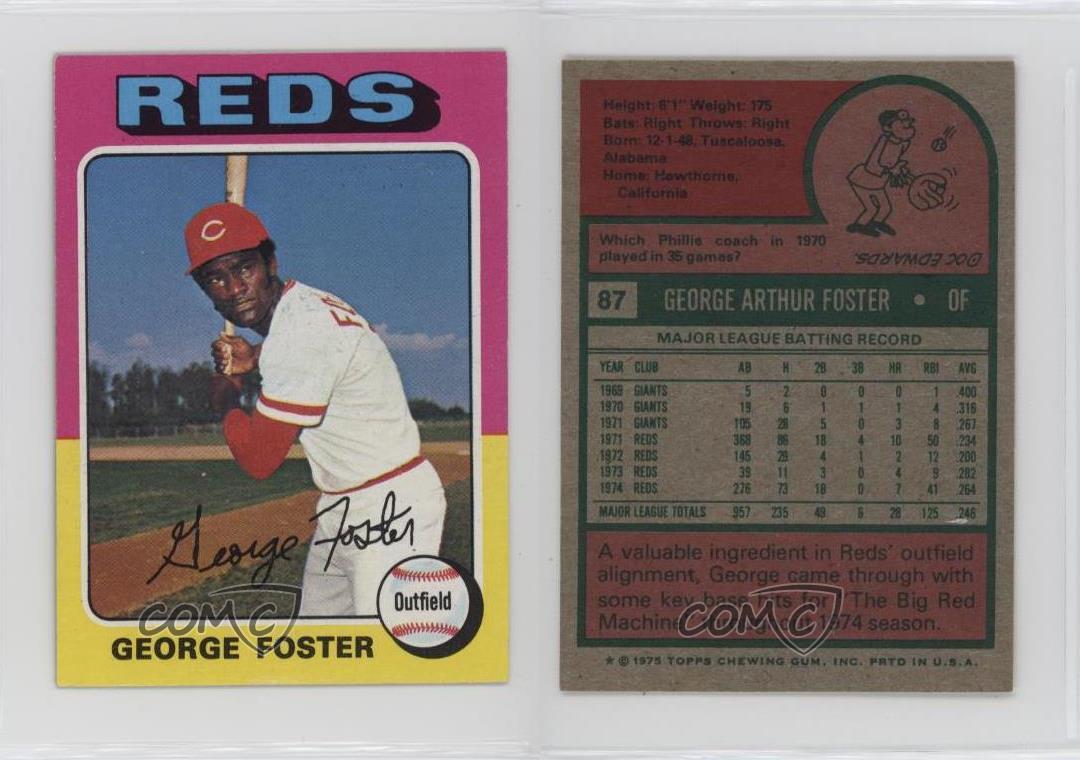 REDS
C
FO
George Foster
Outfield
GEORGE FOSTER
COMC
Height: 6'1" Weight: 175
Bats: Right Throws: Right
Born: 12-1-48, Tuscaloosa,
Alabama
Home: Hawthorne,
California
Which Phillie coach in 1970
played in 35 games?
DOC EDWARDS.
87 GEORGE ARTHUR FOSTER • OF
MAJOR LEAGUE BATTING RECORD
YEAR CLUB AB H 2B 3B HR RBI AVG
1969 GIANTS 5 2 0 0 0 1 .400
1970 GIANTS 19 6 1 1 1 4 .316
1971 GIANTS 105 28 5 0 3 8 .267
1971 REDS 368 86 18 4 10 50 .234
1972 REDS 145 29 4 1 2 12 .200
1973 REDS 39 11 3 0 4 9 .282
1974 REDS 276 73 18 0 7 41 .264
MAJOR LEAGUE TOTALS 957 235 49 6 28 125 .246
A valuable ingredient in Reds' outfield
alignment, George came through with
some key base hits for "The Big Red
Machine" throughout 1974 season.
COMC
★ © 1975 TOPPS CHEWING GUM, INC. PRTD IN U.S.A.